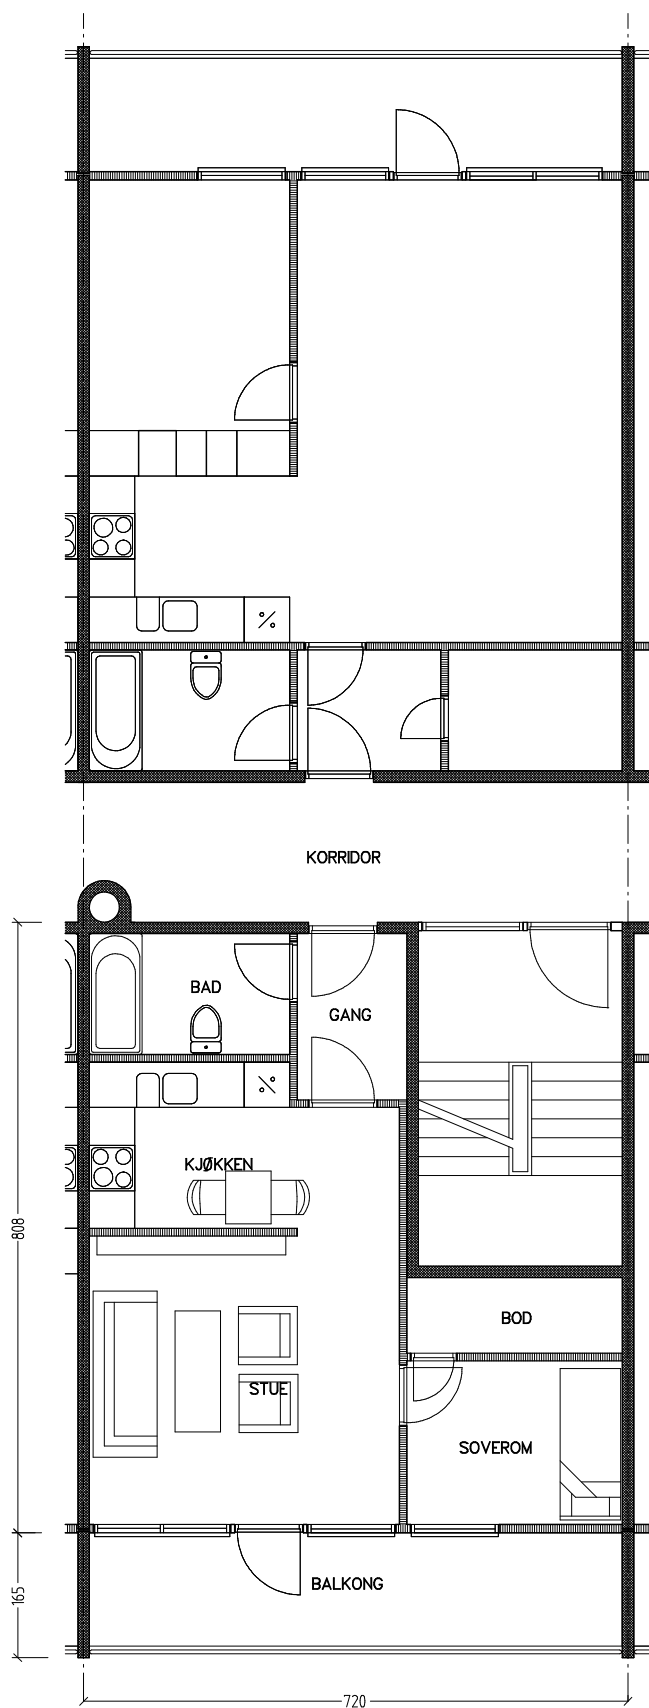 KORRIDOR
BAD
GANG
KJØKKEN
808
BOD
STUE
SOVEROM
BALKONG
165
720